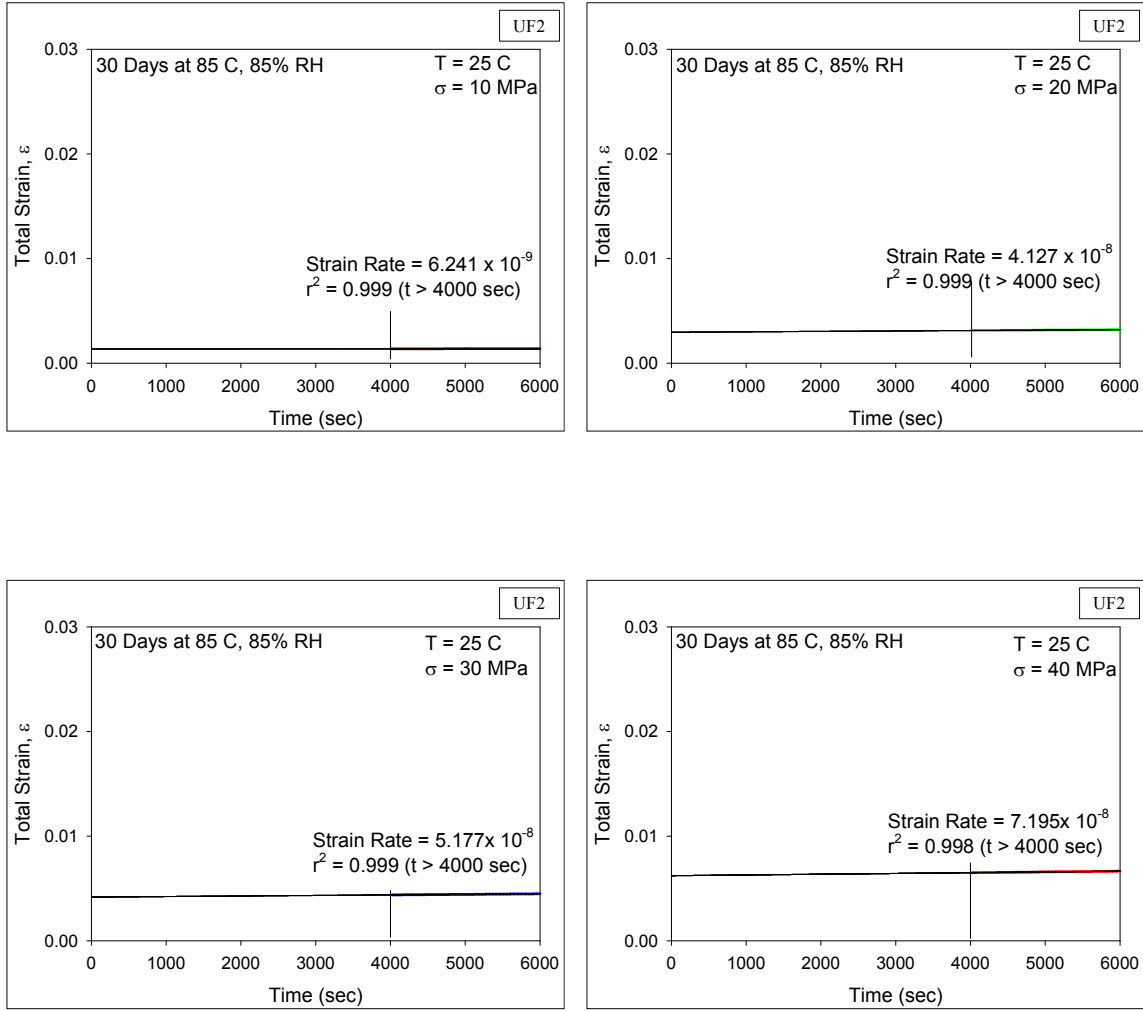 UF2
30 Days at 85 C, 85% RH
T = 25 C
σ = 10 MPa
Total Strain, ε
0.03
0.02
0.01
0.00
Strain Rate = 6.241 x 10⁻⁹
r² = 0.999 (t > 4000 sec)
0 1000 2000 3000 4000 5000 6000
Time (sec)
UF2
30 Days at 85 C, 85% RH
T = 25 C
σ = 20 MPa
Total Strain, ε
0.03
0.02
0.01
0.00
Strain Rate = 4.127 x 10⁻⁸
r² = 0.999 (t > 4000 sec)
0 1000 2000 3000 4000 5000 6000
Time (sec)
UF2
30 Days at 85 C, 85% RH
T = 25 C
σ = 30 MPa
Total Strain, ε
0.03
0.02
0.01
0.00
Strain Rate = 5.177x 10⁻⁸
r² = 0.999 (t > 4000 sec)
0 1000 2000 3000 4000 5000 6000
Time (sec)
UF2
30 Days at 85 C, 85% RH
T = 25 C
σ = 40 MPa
Total Strain, ε
0.03
0.02
0.01
0.00
Strain Rate = 7.195x 10⁻⁸
r² = 0.998 (t > 4000 sec)
0 1000 2000 3000 4000 5000 6000
Time (sec)